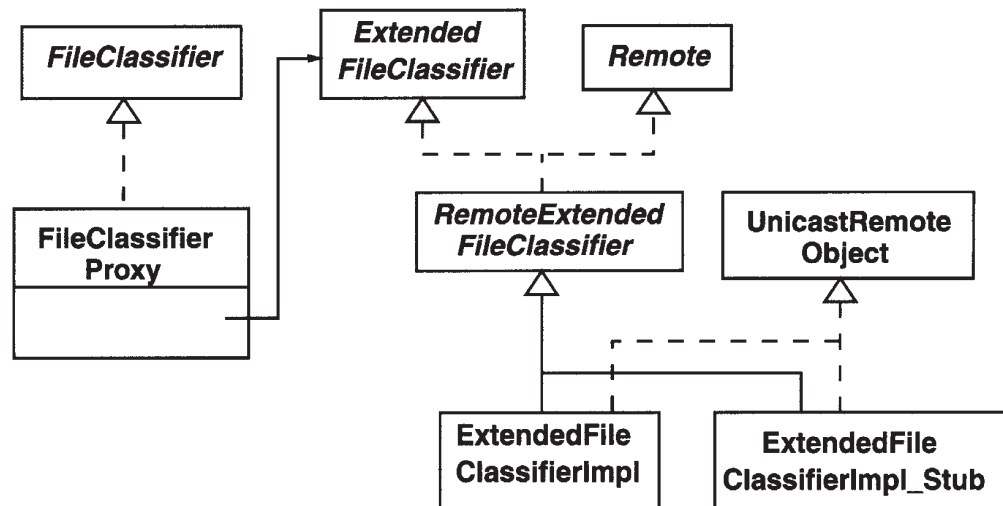 FileClassifier
Extended
FileClassifier
Remote
FileClassifier
Proxy
RemoteExtended
FileClassifier
UnicastRemote
Object
ExtendedFile
ClassifierImpl
ExtendedFile
ClassifierImpl_Stub